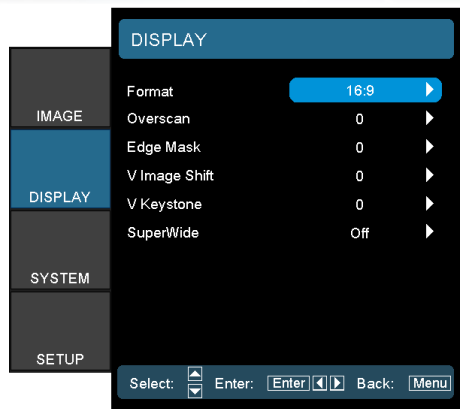 DISPLAY
IMAGE
DISPLAY
SYSTEM
SETUP
Format 16:9
Overscan 0
Edge Mask 0
V Image Shift 0
V Keystone 0
SuperWide Off
Select: Enter: Enter Back: Menu